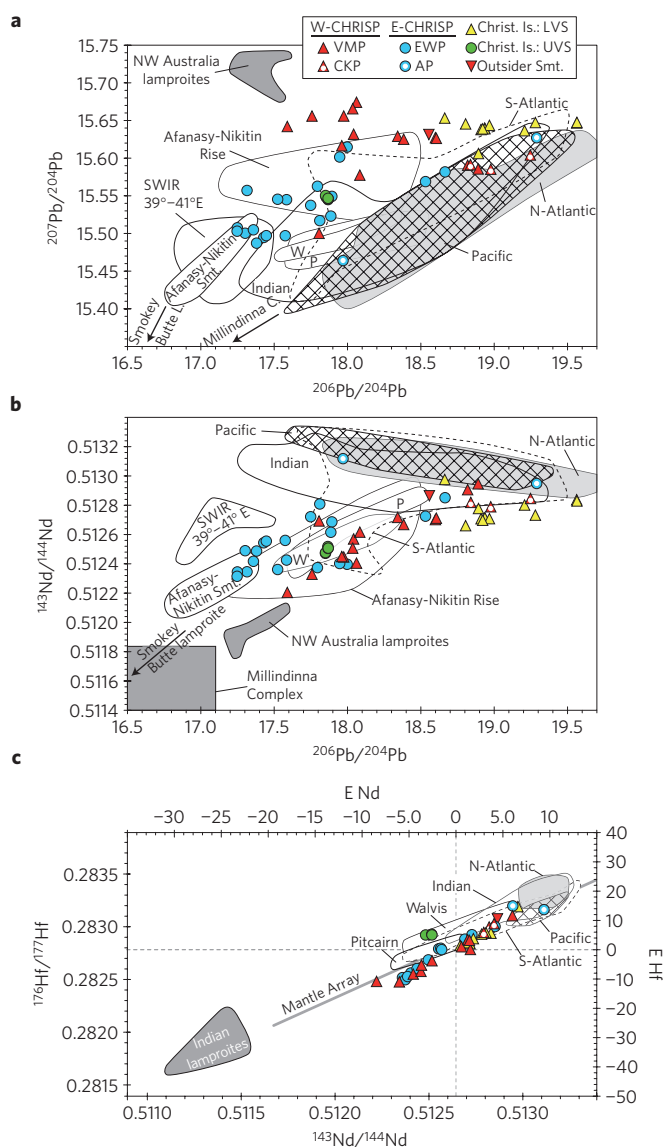 a
W-CHRISP E-CHRISP Christ. Is.: LVS
VMP EWP Christ. Is.: UVS
CKP AP Outsider Smt.
15.75
15.70
15.65
15.60
15.55
15.50
15.45
15.40
207Pb/204Pb
NW Australia
lamproites
S-Atlantic
Afanasy-Nikitin
Rise
SWIR
39°–41°E
N-Atlantic
Pacific
W
P
Afanasy-Nikitin
Smt.
Indian
Smokey
Butte L.
Millindinna C.
16.5 17.0 17.5 18.0 18.5 19.0 19.5
206Pb/204Pb
b
0.5132
0.5130
0.5128
0.5126
0.5124
0.5122
0.5118
0.5116
0.5114
143Nd/144Nd
Pacific
N-Atlantic
Indian
SWIR
39°–41° E
P
W
S-Atlantic
Afanasy-
Nikitin Smt.
Afanasy-Nikitin Rise
NW Australia lamproites
Smokey
Butte lamproite
Millindinna
Complex
16.5 17.0 17.5 18.0 18.5 19.0 19.5
206Pb/204Pb
c
E Nd
−30 −20 −10 0 10
40
30
20
10
0
−10
−20
−30
−40
−50
E Hf
0.2835
0.2830
0.2825
0.2820
0.2815
176Hf/177Hf
N-Atlantic
Indian
Walvis
Pitcairn
Pacific
S-Atlantic
Mantle Array
Indian
lamproites
0.5110 0.5115 0.5120 0.5125 0.5130
143Nd/144Nd